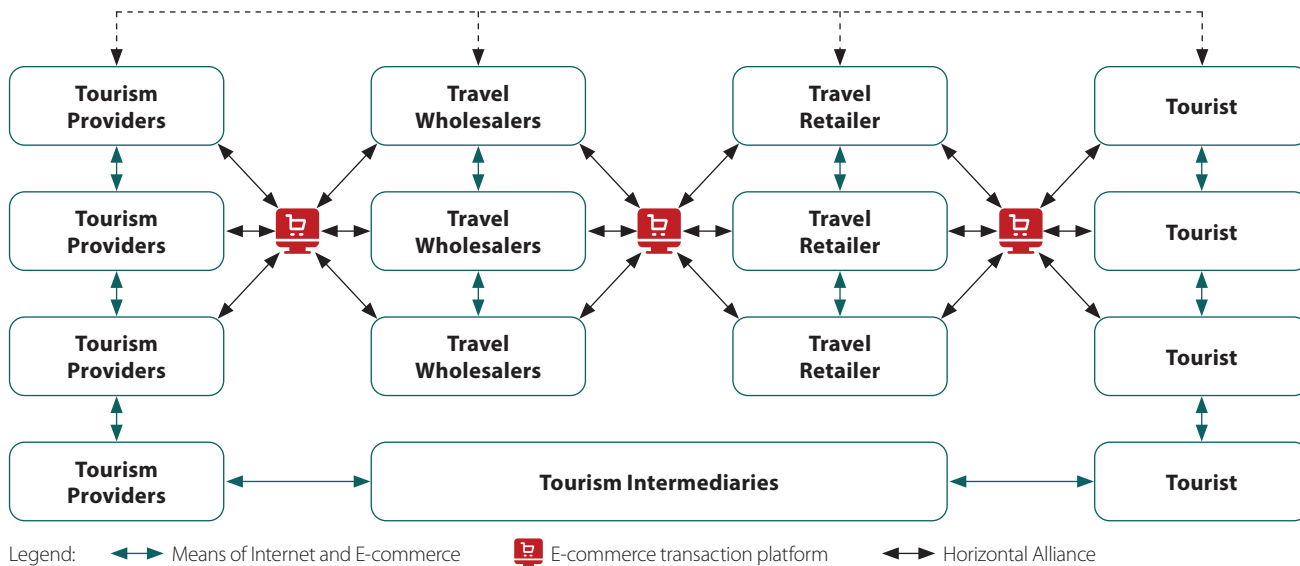 Tourism
Providers
Travel
Wholesalers
Travel
Retailer
Tourist
Tourism
Providers
Travel
Wholesalers
Travel
Retailer
Tourist
Tourism
Providers
Travel
Wholesalers
Travel
Retailer
Tourist
Tourism
Providers
Tourism Intermediaries
Tourist
Legend: Means of Internet and E-commerce E-commerce transaction platform Horizontal Alliance